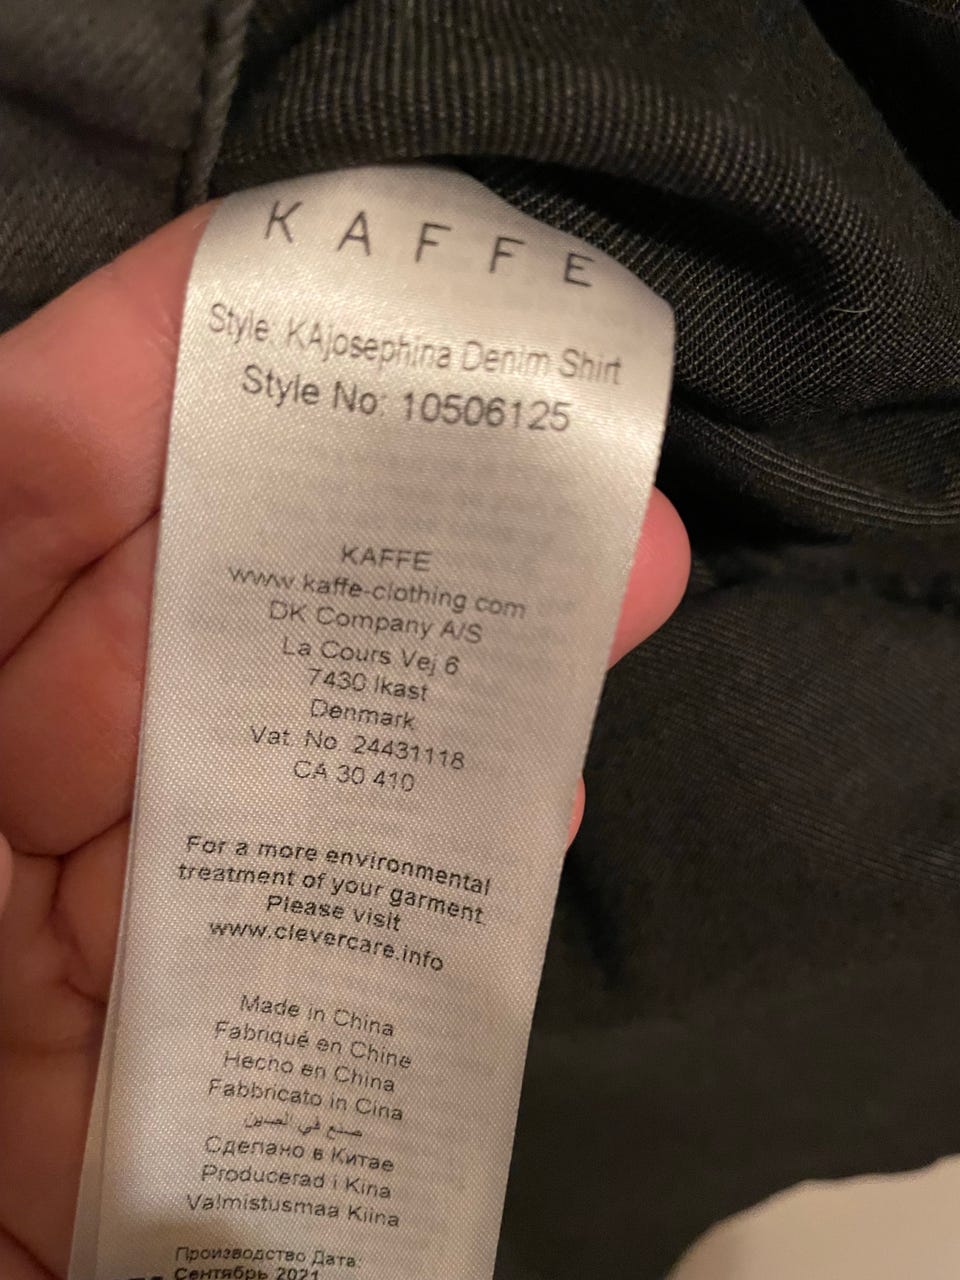 KAFFE
Style: KAjosephina Denim Shirt
Style No: 10506125
KAFFE
www.kaffe-clothing.com
DK Company A/S
La Cours Vej 6
7430 Ikast
Denmark
Vat. No. 24431118
CA 30 410
For a more environmental
treatment of your garment
Please visit
www.clevercare.info
Made in China
Fabriqué en Chine
Hecho en China
Fabbricato in Cina
صنع في الصين
Сделано в Китае
Producerad i Kina
Valmistusmaa Kiina
Производство Дата:
Сентябрь 2021